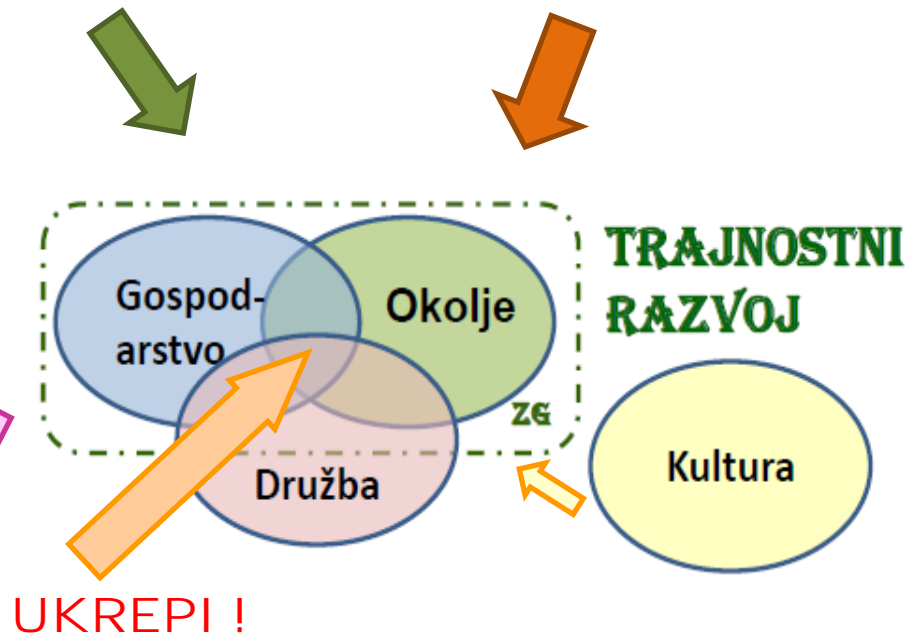 TRAJNOSTNI
RAZVOJ
Gospod-
arstvo
Okolje
ZG
Družba
Kultura
UKREPI !